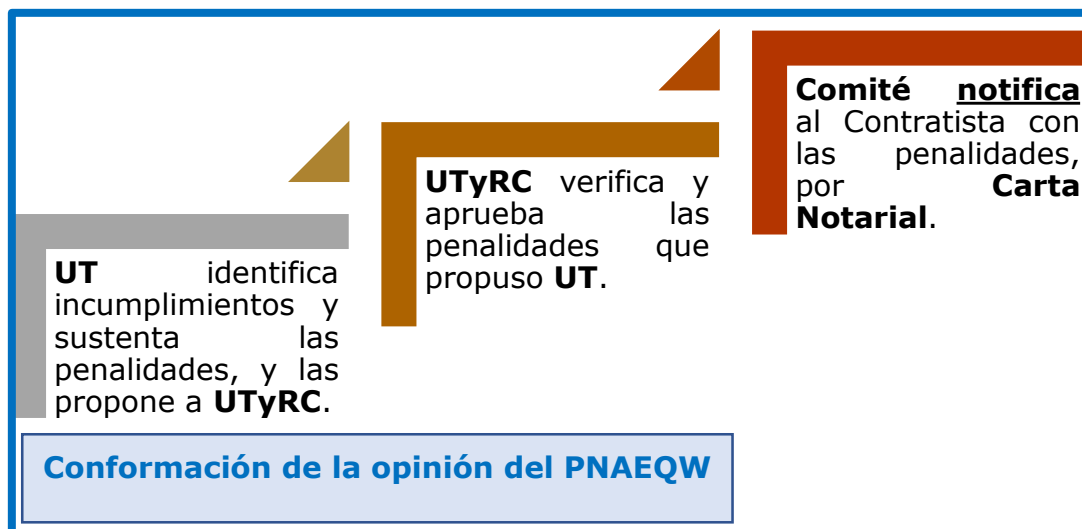 UT identifica
incumplimientos y
sustenta las
penalidades, y las
propone a UTyRC.
UTyRC verifica y
aprueba las
penalidades que
propuso UT.
Comité notifica
al Contratista con
las penalidades,
por Carta
Notarial.
Conformación de la opinión del PNAEQW